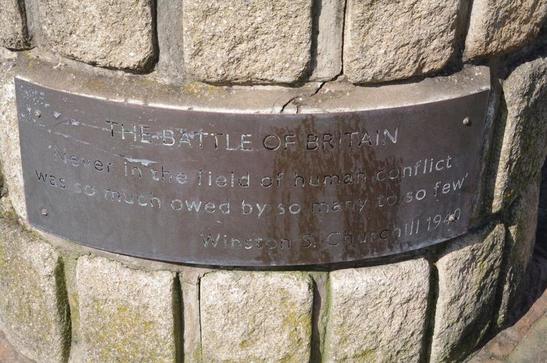 THE BATTLE OF BRITAIN
'Never in the field of human conflict
was so much owed by so many to so few'
Winston S. Churchill 1940